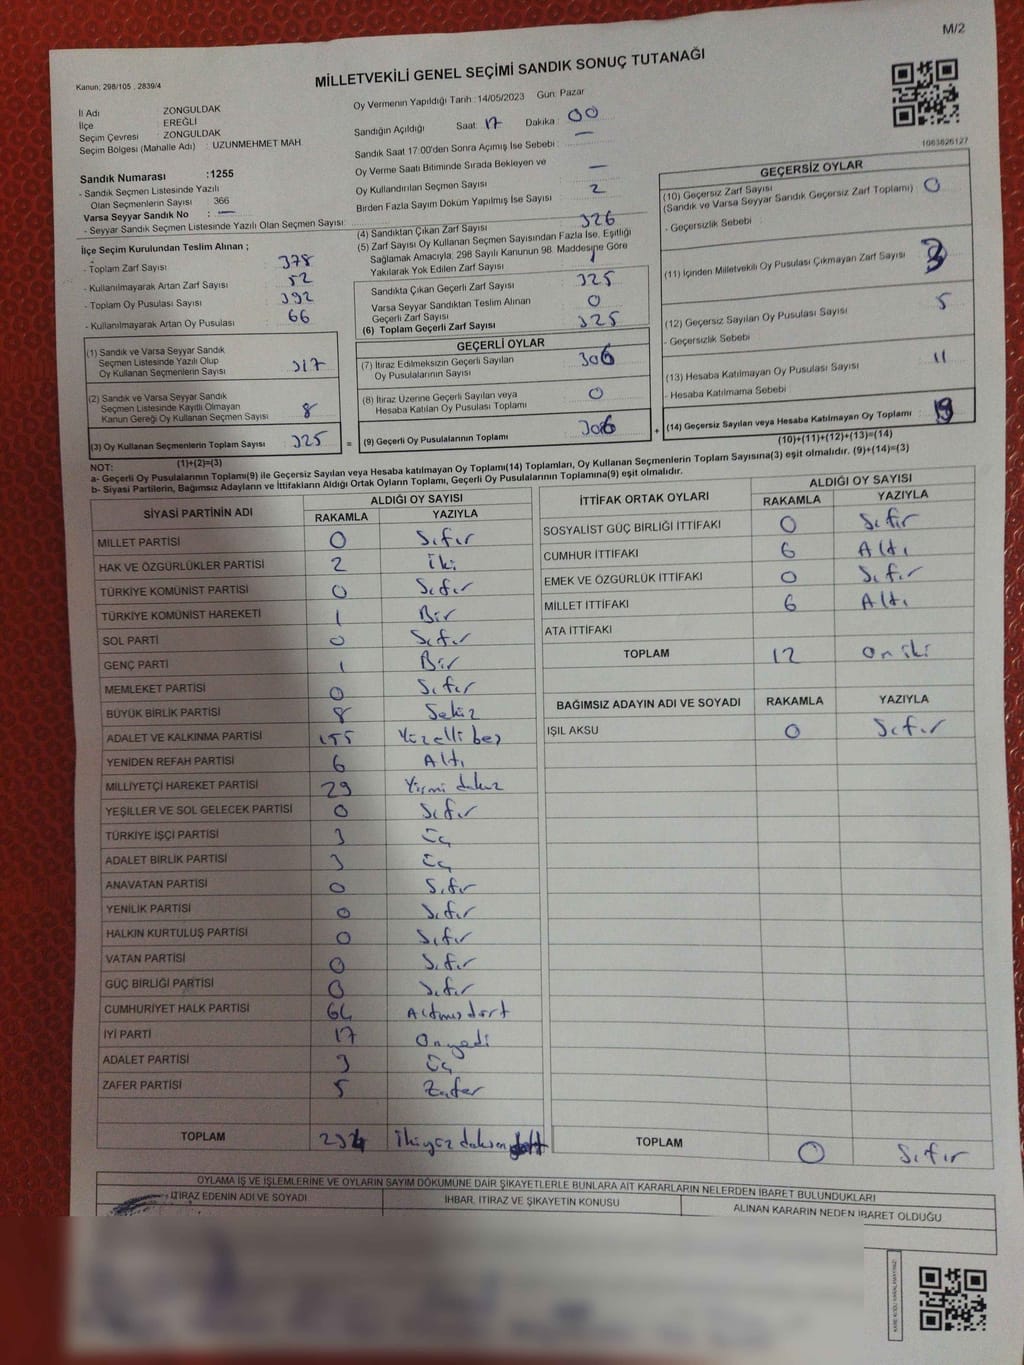 M/2
Kanun; 298/105 , 2839/4
MİLLETVEKİLİ GENEL SEÇİMİ SANDIK SONUÇ TUTANAĞI
İl Adı : ZONGULDAK
İlçe : EREĞLİ
Seçim Çevresi : ZONGULDAK
Seçim Bölgesi (Mahalle Adı) : UZUNMEHMET MAH
Sandık Numarası :1255
- Sandık Seçmen Listesinde Yazılı
Olan Seçmenlerin Sayısı 366
Varsa Seyyar Sandık No : —
- Seyyar Sandık Seçmen Listesinde Yazılı Olan Seçmen Sayısı:
Oy Vermenin Yapıldığı Tarih :14/05/2023 Gün: Pazar
Sandığın Açıldığı Saat: 17 Dakika : 00
Sandık Saat 17:00'den Sonra Açımış İse Sebebi : —
Oy Verme Saati Bitiminde Sırada Bekleyen ve
Oy Kullandırılan Seçmen Sayısı : —
Birden Fazla Sayım Döküm Yapılmış İse Sayısı : 2
1083626127
İlçe Seçim Kurulundan Teslim Alınan ;
- Toplam Zarf Sayısı : 378
- Kullanılmayarak Artan Zarf Sayısı : 52
- Toplam Oy Pusulası Sayısı : 392
- Kullanılmayarak Artan Oy Pusulası : 66
(4) Sandıktan Çıkan Zarf Sayısı : 326
(5) Zarf Sayısı Oy Kullanan Seçmen Sayısından Fazla İse, Eşitliği
Sağlamak Amacıyla, 298 Sayılı Kanunun 98. Maddesine Göre
Yakılarak Yok Edilen Zarf Sayısı : 1
Sandıkta Çıkan Geçerli Zarf Sayısı : 325
Varsa Seyyar Sandıktan Teslim Alınan
Geçerli Zarf Sayısı : 0
(6) Toplam Geçerli Zarf Sayısı : 325
GEÇERSİZ OYLAR
(10) Geçersiz Zarf Sayısı : 0
(Sandık ve Varsa Seyyar Sandık Geçersiz Zarf Toplamı)
- Geçersizlik Sebebi :
(11) İçinden Milletvekili Oy Pusulası Çıkmayan Zarf Sayısı : 3
(12) Geçersiz Sayılan Oy Pusulası Sayısı : 5
- Geçersizlik Sebebi :
(13) Hesaba Katılmayan Oy Pusulası Sayısı : 11
- Hesaba Katılmama Sebebi :
(14) Geçersiz Sayılan veya Hesaba Katılmayan Oy Toplamı : 19
(10)+(11)+(12)+(13)=(14)
(1) Sandık ve Varsa Seyyar Sandık
Seçmen Listesinde Yazılı Olup
Oy Kullanan Seçmenlerin Sayısı : 317
(2) Sandık ve Varsa Seyyar Sandık
Seçmen Listesinde Kayıtlı Olmayan
Kanun Gereği Oy Kullanan Seçmen Sayısı : 8
(3) Oy Kullanan Seçmenlerin Toplam Sayısı : 325 =
(1)+(2)=(3)
GEÇERLİ OYLAR
(7) İtiraz Edilmeksizin Geçerli Sayılan
Oy Pusulalarının Sayısı : 306
(8) İtiraz Üzerine Geçerli Sayılan veya
Hesaba Katılan Oy Pusulası Toplamı : 0
(9) Geçerli Oy Pusulalarının Toplamı : 306 +
NOT:
a- Geçerli Oy Pusulalarının Toplamı(9) ile Geçersiz Sayılan veya Hesaba katılmayan Oy Toplamı(14) Toplamları, Oy Kullanan Seçmenlerin Toplam Sayısına(3) eşit olmalıdır. (9)+(14)=(3)
b- Siyasi Partilerin, Bağımsız Adayların ve İttifakların Aldığı Ortak Oyların Toplamı, Geçerli Oy Pusulalarının Toplamına(9) eşit olmalıdır.
SİYASİ PARTİNİN ADI ALDIĞI OY SAYISI
RAKAMLA YAZIYLA
MİLLET PARTİSİ 0 Sıfır
HAK VE ÖZGÜRLÜKLER PARTİSİ 2 İki
TÜRKİYE KOMÜNİST PARTİSİ 0 Sıfır
TÜRKİYE KOMÜNİST HAREKETİ 1 Bir
SOL PARTİ 0 Sıfır
GENÇ PARTİ 1 Bir
MEMLEKET PARTİSİ 0 Sıfır
BÜYÜK BİRLİK PARTİSİ 8 Sekiz
ADALET VE KALKINMA PARTİSİ 155 Yüzelli beş
YENİDEN REFAH PARTİSİ 6 Altı
MİLLİYETÇİ HAREKET PARTİSİ 29 Yirmi dokuz
YEŞİLLER VE SOL GELECEK PARTİSİ 0 Sıfır
TÜRKİYE İŞÇİ PARTİSİ 3 Üç
ADALET BİRLİK PARTİSİ 3 Üç
ANAVATAN PARTİSİ 0 Sıfır
YENİLİK PARTİSİ 0 Sıfır
HALKIN KURTULUŞ PARTİSİ 0 Sıfır
VATAN PARTİSİ 0 Sıfır
GÜÇ BİRLİĞİ PARTİSİ 0 Sıfır
CUMHURİYET HALK PARTİSİ 64 Altmış dört
İYİ PARTİ 17 Onyedi
ADALET PARTİSİ 3 Üç
ZAFER PARTİSİ 5 Zafer
TOPLAM 294 İkiyüz doksan
İTTİFAK ORTAK OYLARI ALDIĞI OY SAYISI
RAKAMLA YAZIYLA
SOSYALİST GÜÇ BİRLİĞİ İTTİFAKI 0 Sıfır
CUMHUR İTTİFAKI 6 Altı
EMEK VE ÖZGÜRLÜK İTTİFAKI 0 Sıfır
MİLLET İTTİFAKI 6 Altı
ATA İTTİFAKI
TOPLAM 12 On iki
BAĞIMSIZ ADAYIN ADI VE SOYADI RAKAMLA YAZIYLA
IŞIL AKSU 0 Sıfır
TOPLAM 0 Sıfır
OYLAMA İŞ VE İŞLEMLERİNE VE OYLARIN SAYIM DÖKÜMÜNE DAİR ŞİKAYETLERLE BUNLARA AİT KARARLARIN NELERDEN İBARET BULUNDUKLARI
İTİRAZ EDENİN ADI VE SOYADI İHBAR, İTİRAZ VE ŞİKAYETİN KONUSU ALINAN KARARIN NEDEN İBARET OLDUĞU